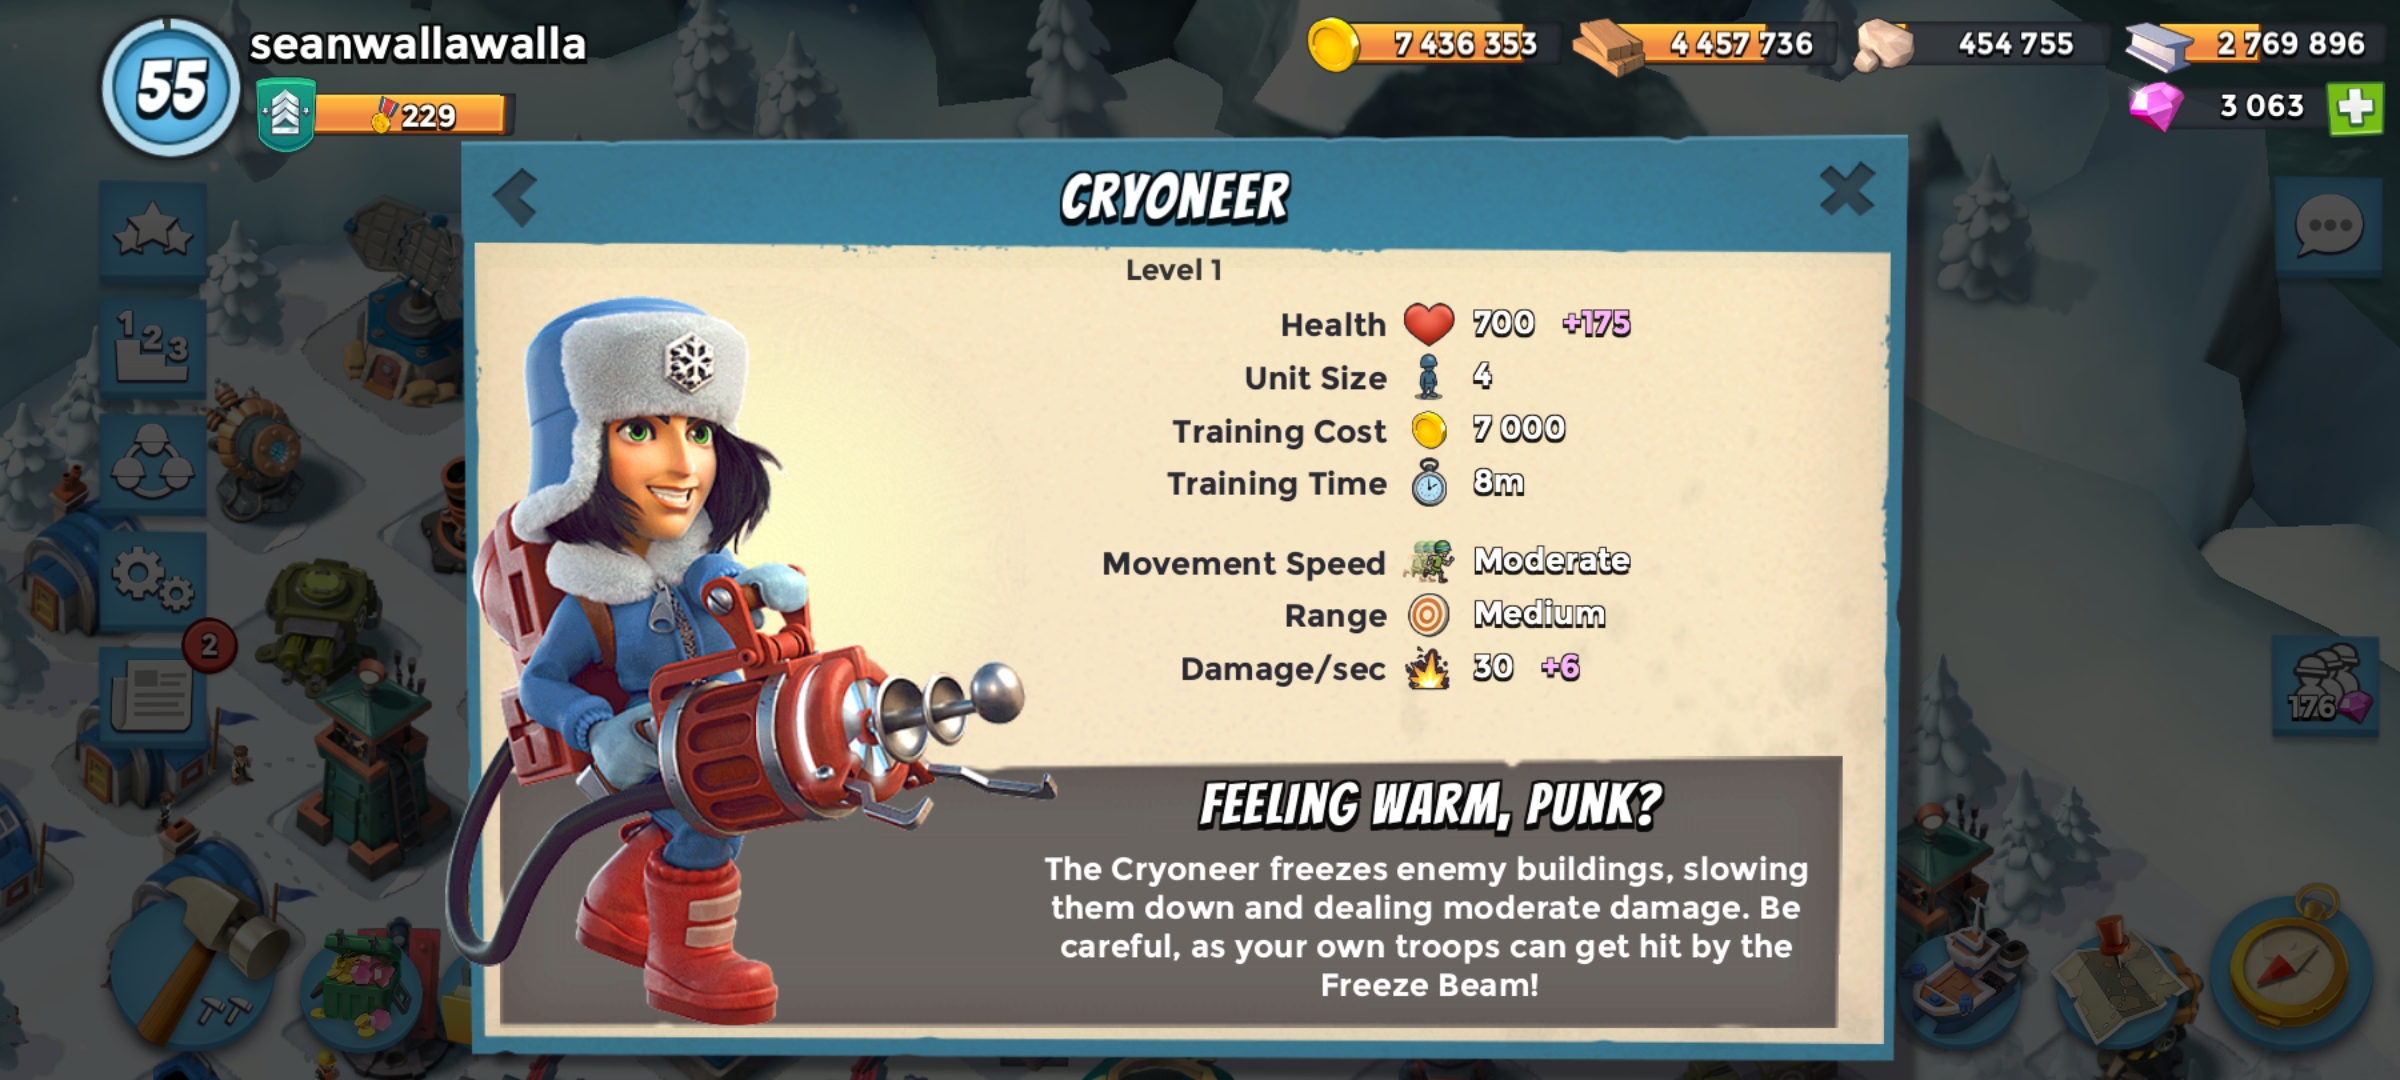 55
seanwallawalla
229
7 436 353
4 457 736
454 755
2 769 896
3 063
CRYONEER
Level 1
Health 700 +175
Unit Size 4
Training Cost 7 000
Training Time 8m
Movement Speed Moderate
Range Medium
Damage/sec 30 +6
1 2 3
2
176
FEELING WARM, PUNK?
The Cryoneer freezes enemy buildings, slowing
them down and dealing moderate damage. Be
careful, as your own troops can get hit by the
Freeze Beam!